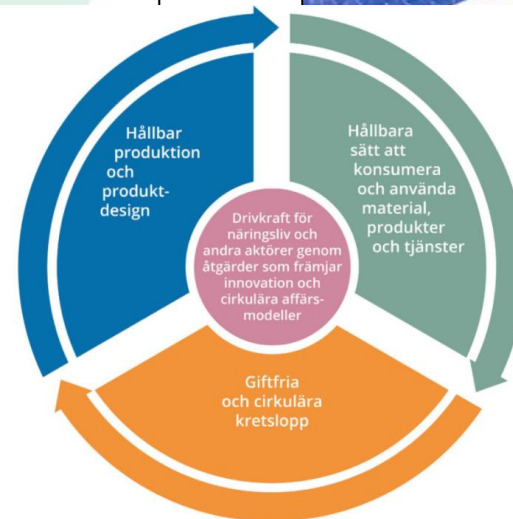 Hållbar
produktion
och
produkt-
design
Hållbara
sätt att
konsumera
och använda
material,
produkter
och tjänster
Drivkraft för
näringsliv och
andra aktörer genom
åtgärder som främjar
innovation och
cirkulära affärs-
modeller
Giftfria
och cirkulära
kretslopp